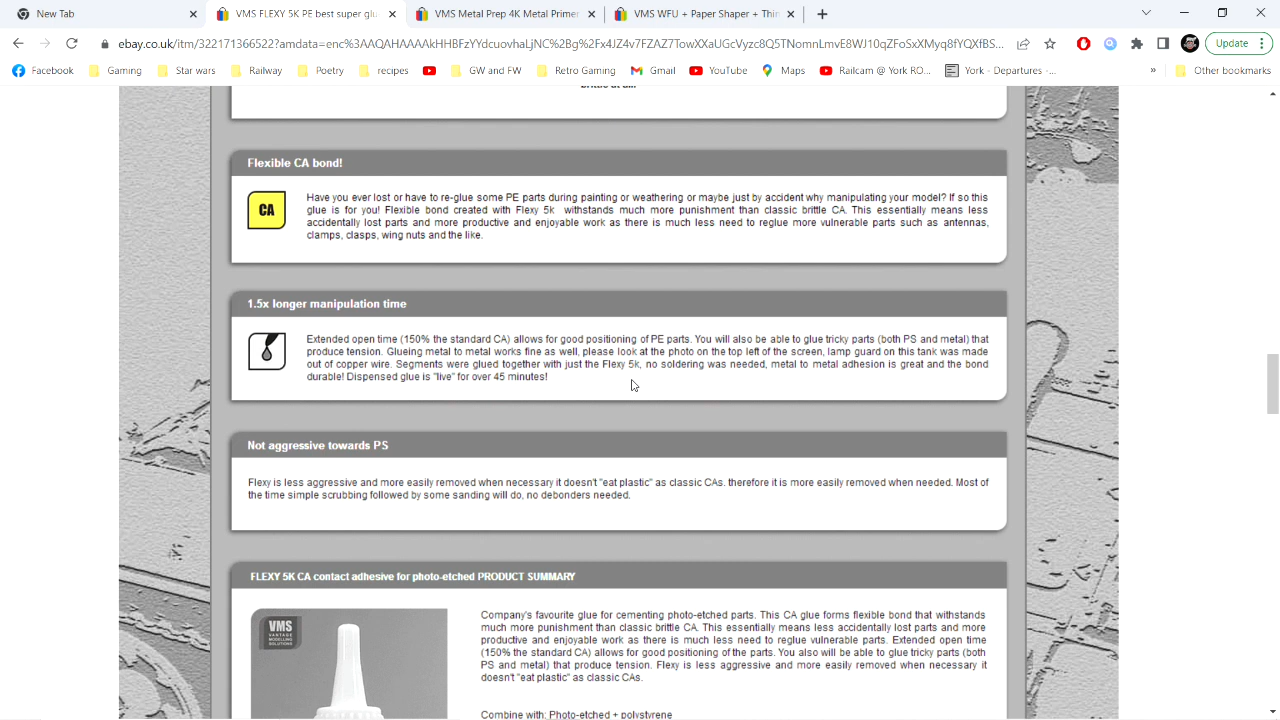 New Tab
VMS FLEXY 5K PE best super glu
VMS Metal Prep 4K Metal Primer
VMS WFU + Paper Shaper + Thin
Update
Facebook
Gaming
Star wars
Railway
Poetry
recipes
GW and FW
Retro Gaming
Gmail
YouTube
Maps
Railcam @ York RO...
York - Departures -...
»
Other bookmarks
Flexible CA bond!
CA
Have you ever lost or have to re-glue some PE parts during painting or weathering or maybe just by accident why manipulating your model? If so this
glue is for you! Flexible bond created with Flexy 5k withstands much more punishment than classic brittle CA. This essentially means less
accidentally lost parts and more productive and enjoyable work as there is much less need to reglue more vulnerable parts such as antennas,
clamps, clasps, wing nuts and the like.
1.5x longer manipulation time
Extended open time (150% the standard CA) allows for good positioning of PE parts. You will also be able to glue tricky parts (both PS and metal) that
produce tension. Glueing metal to metal works fine as well, please look at the photo on the top left of the screen, lamp guard on this tank was made
out of copper wire. Segments were glued together with just the Flexy 5k, no soldering was needed, metal to metal adhesion is great and the bond
durable! Dispensed glue is "live" for over 45 minutes!
Not aggressive towards PS
Flexy is less aggressive and more easily removed when necessary it doesn't "eat plastic" as classic CAs. therefore it is more easily removed when needed. Most of
the time simple scrubbing followed by some sanding will do, no debonders needed.
FLEXY 5K CA contact adhesive for photo-etched PRODUCT SUMMARY
VMS
VANTAGE
MODELLING
SOLUTIONS
Company's favourite glue for cementing photo-etched parts. This CA glue forms flexible bond that withstands
much more punishment than classic brittle CA. This essentially means less accidentally lost parts and more
productive and enjoyable work as there is much less need to reglue vulnerable parts. Extended open time
(150% the standard CA) allows for good positioning of the parts. You also will be able to glue tricky parts (both
PS and metal) that produce tension. Flexy is less aggressive and more easily removed when necessary it
doesn't "eat plastic" as classic CAs.
Combine with: Photo-etched + polystyrene